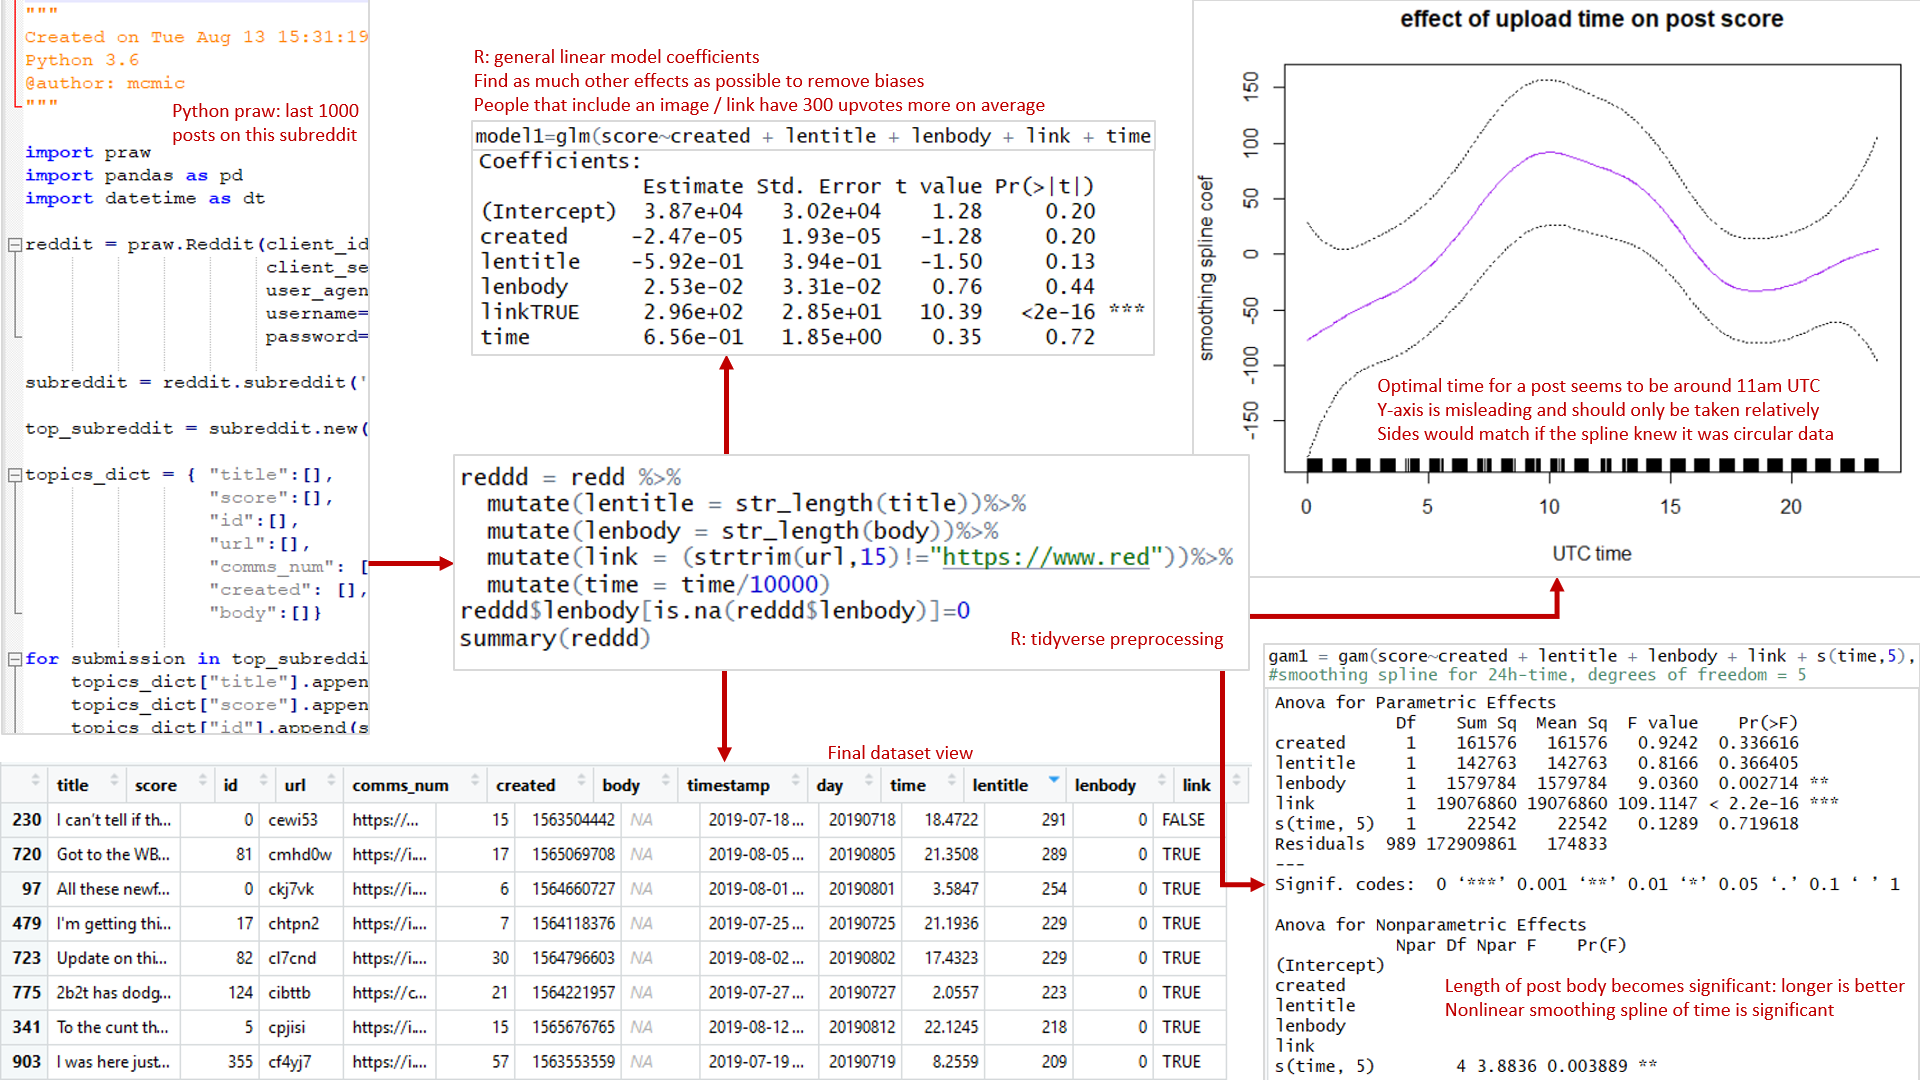 """
Created on Tue Aug 13 15:31:19
Python 3.6
@author: mcmic
"""
Python praw: last 1000
posts on this subreddit
import praw
import pandas as pd
import datetime as dt
reddit = praw.Reddit(client_id
client_se
user_agen
username=
password=
subreddit = reddit.subreddit('
top_subreddit = subreddit.new(
topics_dict = { "title":[],
"score":[],
"id":[],
"url":[],
"comms_num": [
"created": [],
"body":[]}
for submission in top_subreddi
topics_dict["title"].appen
topics_dict["score"].appen
topics_dict["id"].append(s
R: general linear model coefficients
Find as much other effects as possible to remove biases
People that include an image / link have 300 upvotes more on average
model1=glm(score~created + lentitle + lenbody + link + time
Coefficients:
Estimate Std. Error t value Pr(>|t|)
(Intercept) 3.87e+04 3.02e+04 1.28 0.20
created -2.47e-05 1.93e-05 -1.28 0.20
lentitle -5.92e-01 3.94e-01 -1.50 0.13
lenbody 2.53e-02 3.31e-02 0.76 0.44
linkTRUE 2.96e+02 2.85e+01 10.39 <2e-16 ***
time 6.56e-01 1.85e+00 0.35 0.72
effect of upload time on post score
smoothing spline coef
150
100
50
0
-50
-100
-150
Optimal time for a post seems to be around 11am UTC
Y-axis is misleading and should only be taken relatively
Sides would match if the spline knew it was circular data
0 5 10 15 20
UTC time
reddd = redd %>%
mutate(lentitle = str_length(title))%>%
mutate(lenbody = str_length(body))%>%
mutate(link = (strtrim(url,15)!="https://www.red"))%>%
mutate(time = time/10000)
reddd$lenbody[is.na(reddd$lenbody)]=0
summary(reddd)
R: tidyverse preprocessing
gam1 = gam(score~created + lentitle + lenbody + link + s(time,5),
#smoothing spline for 24h-time, degrees of freedom = 5
Anova for Parametric Effects
Df Sum Sq Mean Sq F value Pr(>F)
created 1 161576 161576 0.9242 0.336616
lentitle 1 142763 142763 0.8166 0.366405
lenbody 1 1579784 1579784 9.0360 0.002714 **
link 1 19076860 19076860 109.1147 < 2.2e-16 ***
s(time, 5) 1 22542 22542 0.1289 0.719618
Residuals 989 172909861 174833
---
Signif. codes: 0 ‘***’ 0.001 ‘**’ 0.01 ‘*’ 0.05 ‘.’ 0.1 ‘ ’ 1
Anova for Nonparametric Effects
Npar Df Npar F Pr(F)
(Intercept)
created
lentitle
lenbody
link
s(time, 5) 4 3.8836 0.003889 **
Length of post body becomes significant: longer is better
Nonlinear smoothing spline of time is significant
Final dataset view
title score id url comms_num created body timestamp day time lentitle lenbody link
230 I can't tell if th... 0 cewi53 https://... 15 1563504442 NA 2019-07-18... 20190718 18.4722 291 0 FALSE
720 Got to the WB... 81 cmhd0w https://i.... 17 1565069708 NA 2019-08-05... 20190805 21.3508 289 0 TRUE
97 All these newf... 0 ckj7vk https://i.... 6 1564660727 NA 2019-08-01... 20190801 3.5847 254 0 TRUE
479 I'm getting thi... 17 chtpn2 https://i.... 7 1564118376 NA 2019-07-25... 20190725 21.1936 229 0 TRUE
723 Update on thi... 82 cl7cnd https://i.... 30 1564796603 NA 2019-08-02... 20190802 17.4323 229 0 TRUE
775 2b2t has dodg... 124 cibttb https://c... 21 1564221957 NA 2019-07-27... 20190727 2.0557 223 0 TRUE
341 To the cunt th... 5 cpjisi https://i.... 15 1565676765 NA 2019-08-12... 20190812 22.1245 218 0 TRUE
903 I was here just... 355 cf4yj7 https://i.... 57 1563553559 NA 2019-07-19... 20190719 8.2559 209 0 TRUE